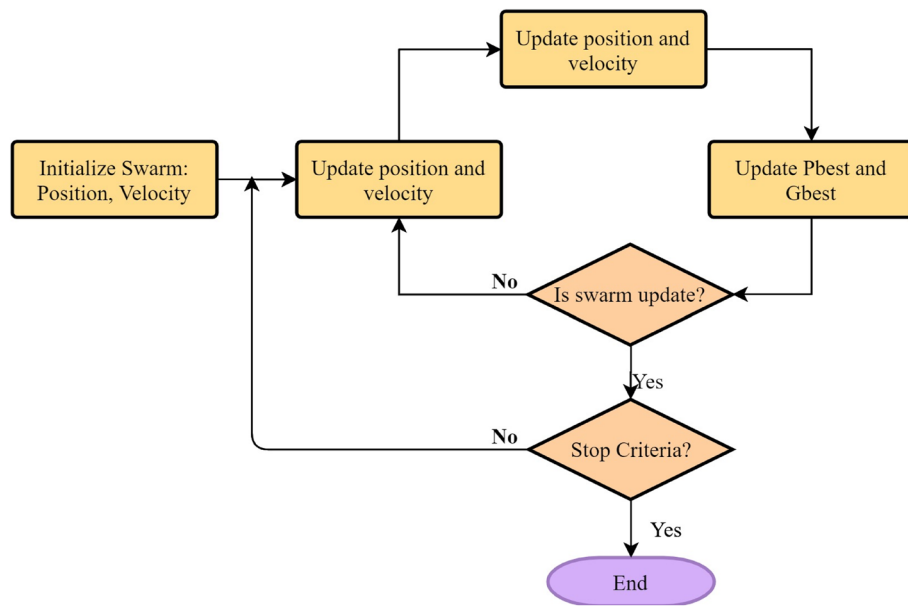 Update position and
velocity
Initialize Swarm:
Position, Velocity
Update position and
velocity
Update Pbest and
Gbest
No
Is swarm update?
Yes
No
Stop Criteria?
Yes
End